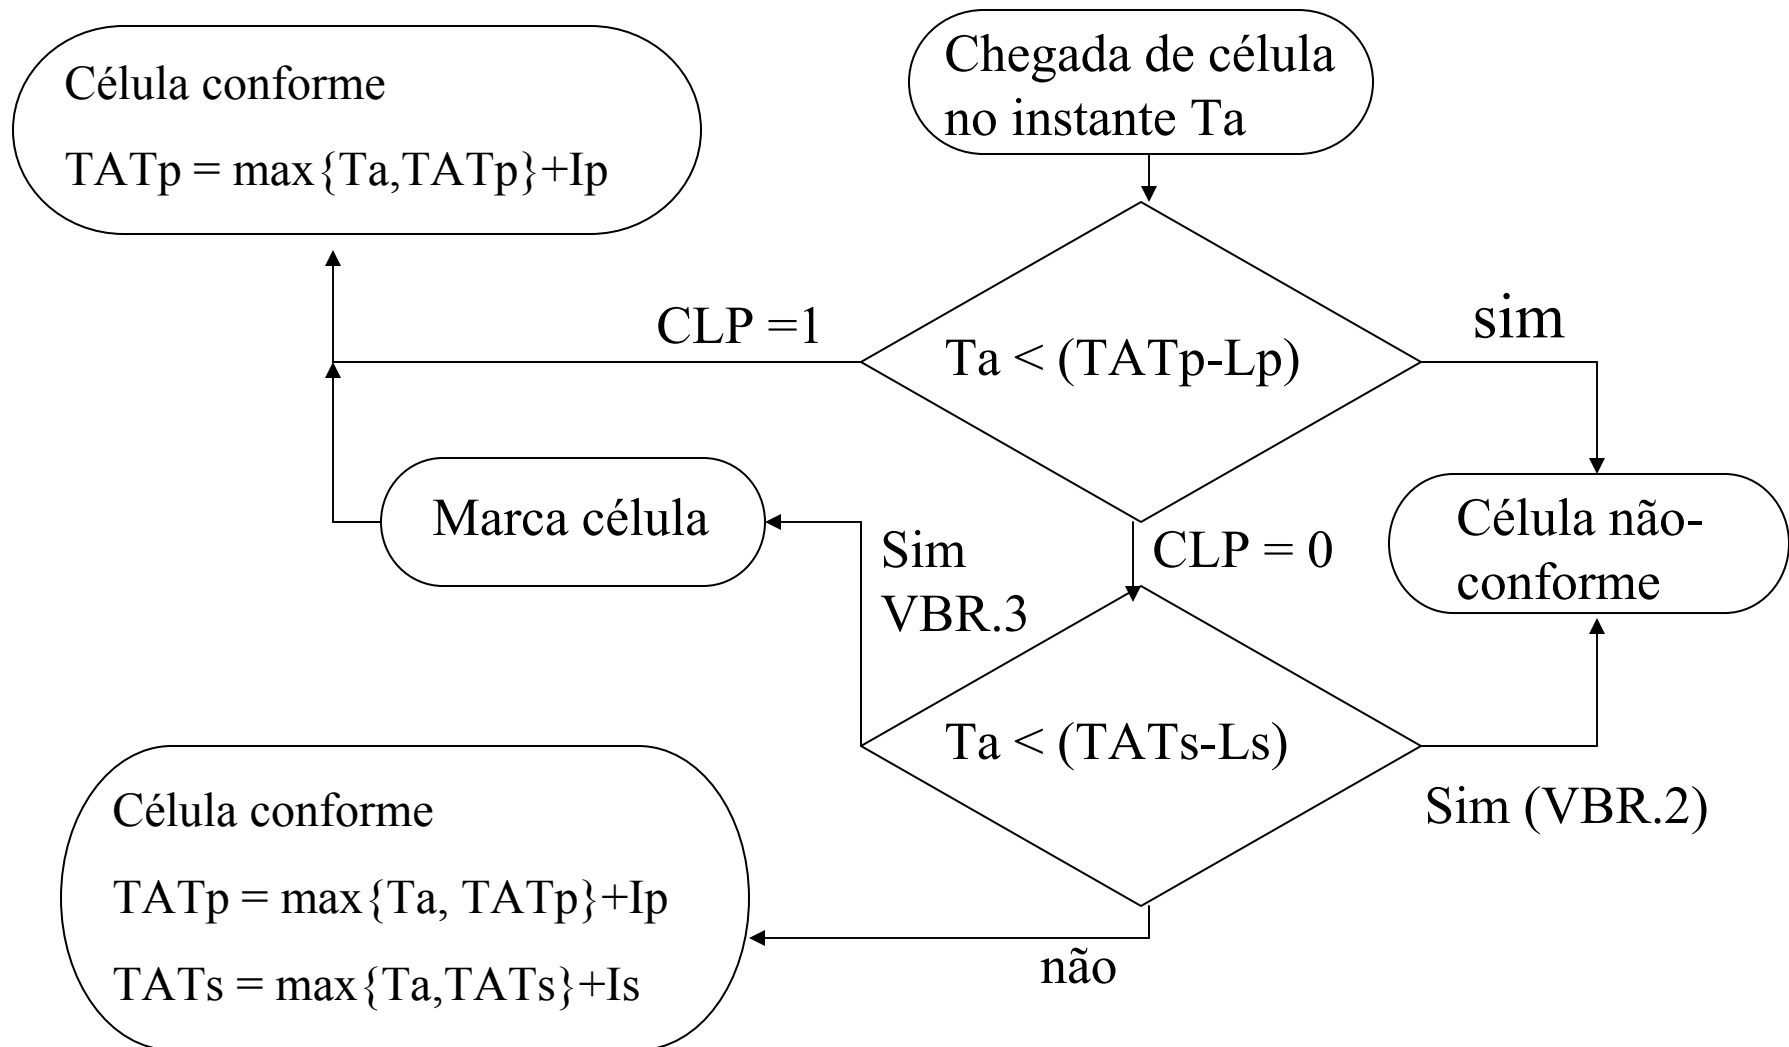 Célula conforme
TATp = max{Ta,TATp}+Ip
Chegada de célula
no instante Ta
CLP =1
Ta < (TATp-Lp)
sim
Marca célula
Sim
VBR.3
CLP = 0
Célula não-
conforme
Ta < (TATs-Ls)
Sim (VBR.2)
Célula conforme
TATp = max{Ta, TATp}+Ip
TATs = max{Ta,TATs}+Is
não